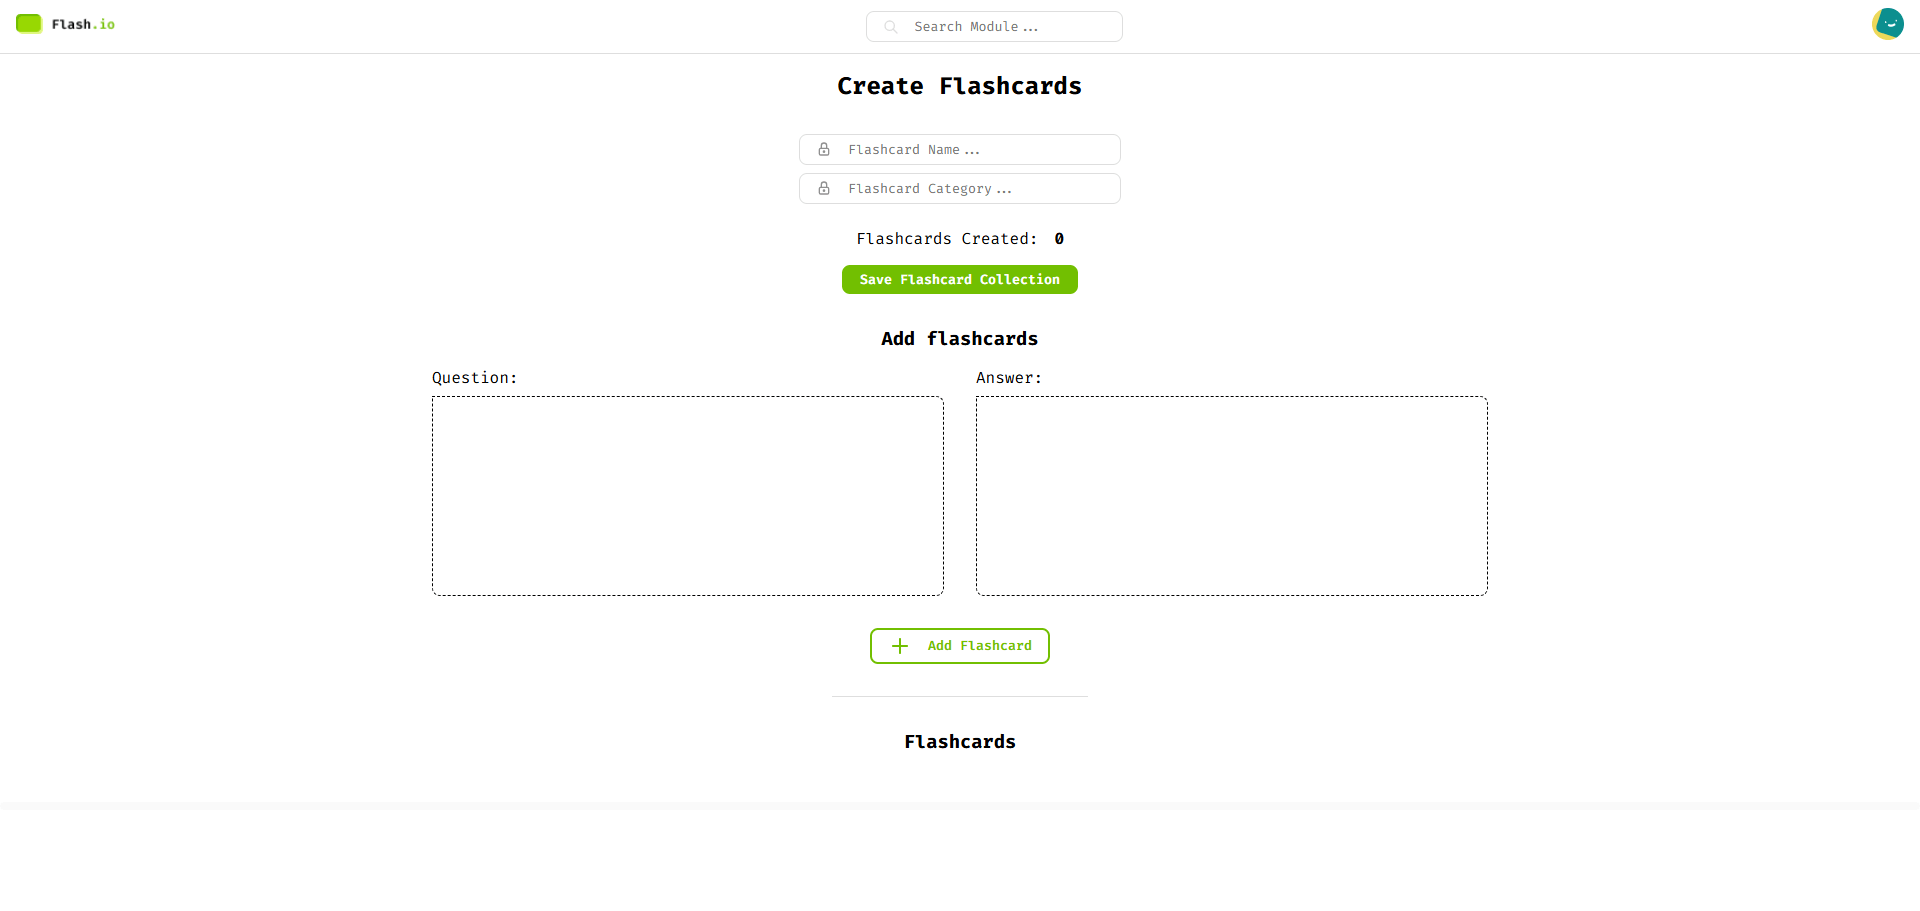 Flash.io
Search Module...
Create Flashcards
Flashcard Name...
Flashcard Category...
Flashcards Created: 0
Save Flashcard Collection
Add flashcards
Question:
Answer:
Add Flashcard
Flashcards